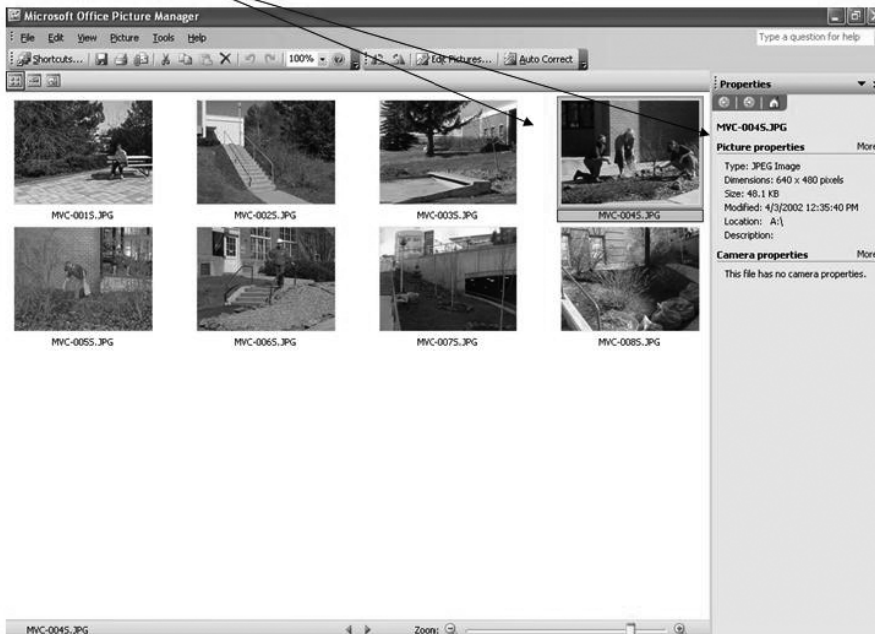 Microsoft Office Picture Manager
File Edit View Picture Tools Help
Type a question for help
Shortcuts... 100% Edit Pictures... Auto Correct
Properties
MVC-004S.JPG
Picture properties More
Type: JPEG Image
Dimensions: 640 x 480 pixels
Size: 48.1 KB
Modified: 4/3/2002 12:35:40 PM
Location: A:\
Description:
Camera properties More
This file has no camera properties.
MVC-001S.JPG MVC-002S.JPG MVC-003S.JPG MVC-004S.JPG
MVC-005S.JPG MVC-006S.JPG MVC-007S.JPG MVC-008S.JPG
MVC-004S.JPG Zoom: